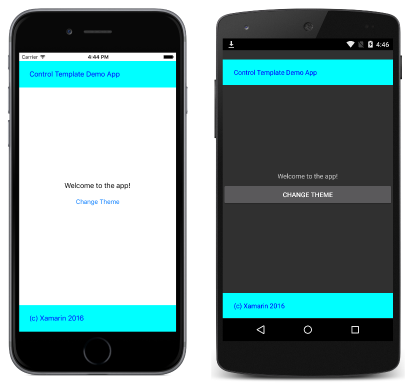 Carrier 4:44 PM
Control Template Demo App
Welcome to the app!
Change Theme
(c) Xamarin 2016
4:46
Control Template Demo App
Welcome to the app!
CHANGE THEME
(c) Xamarin 2016